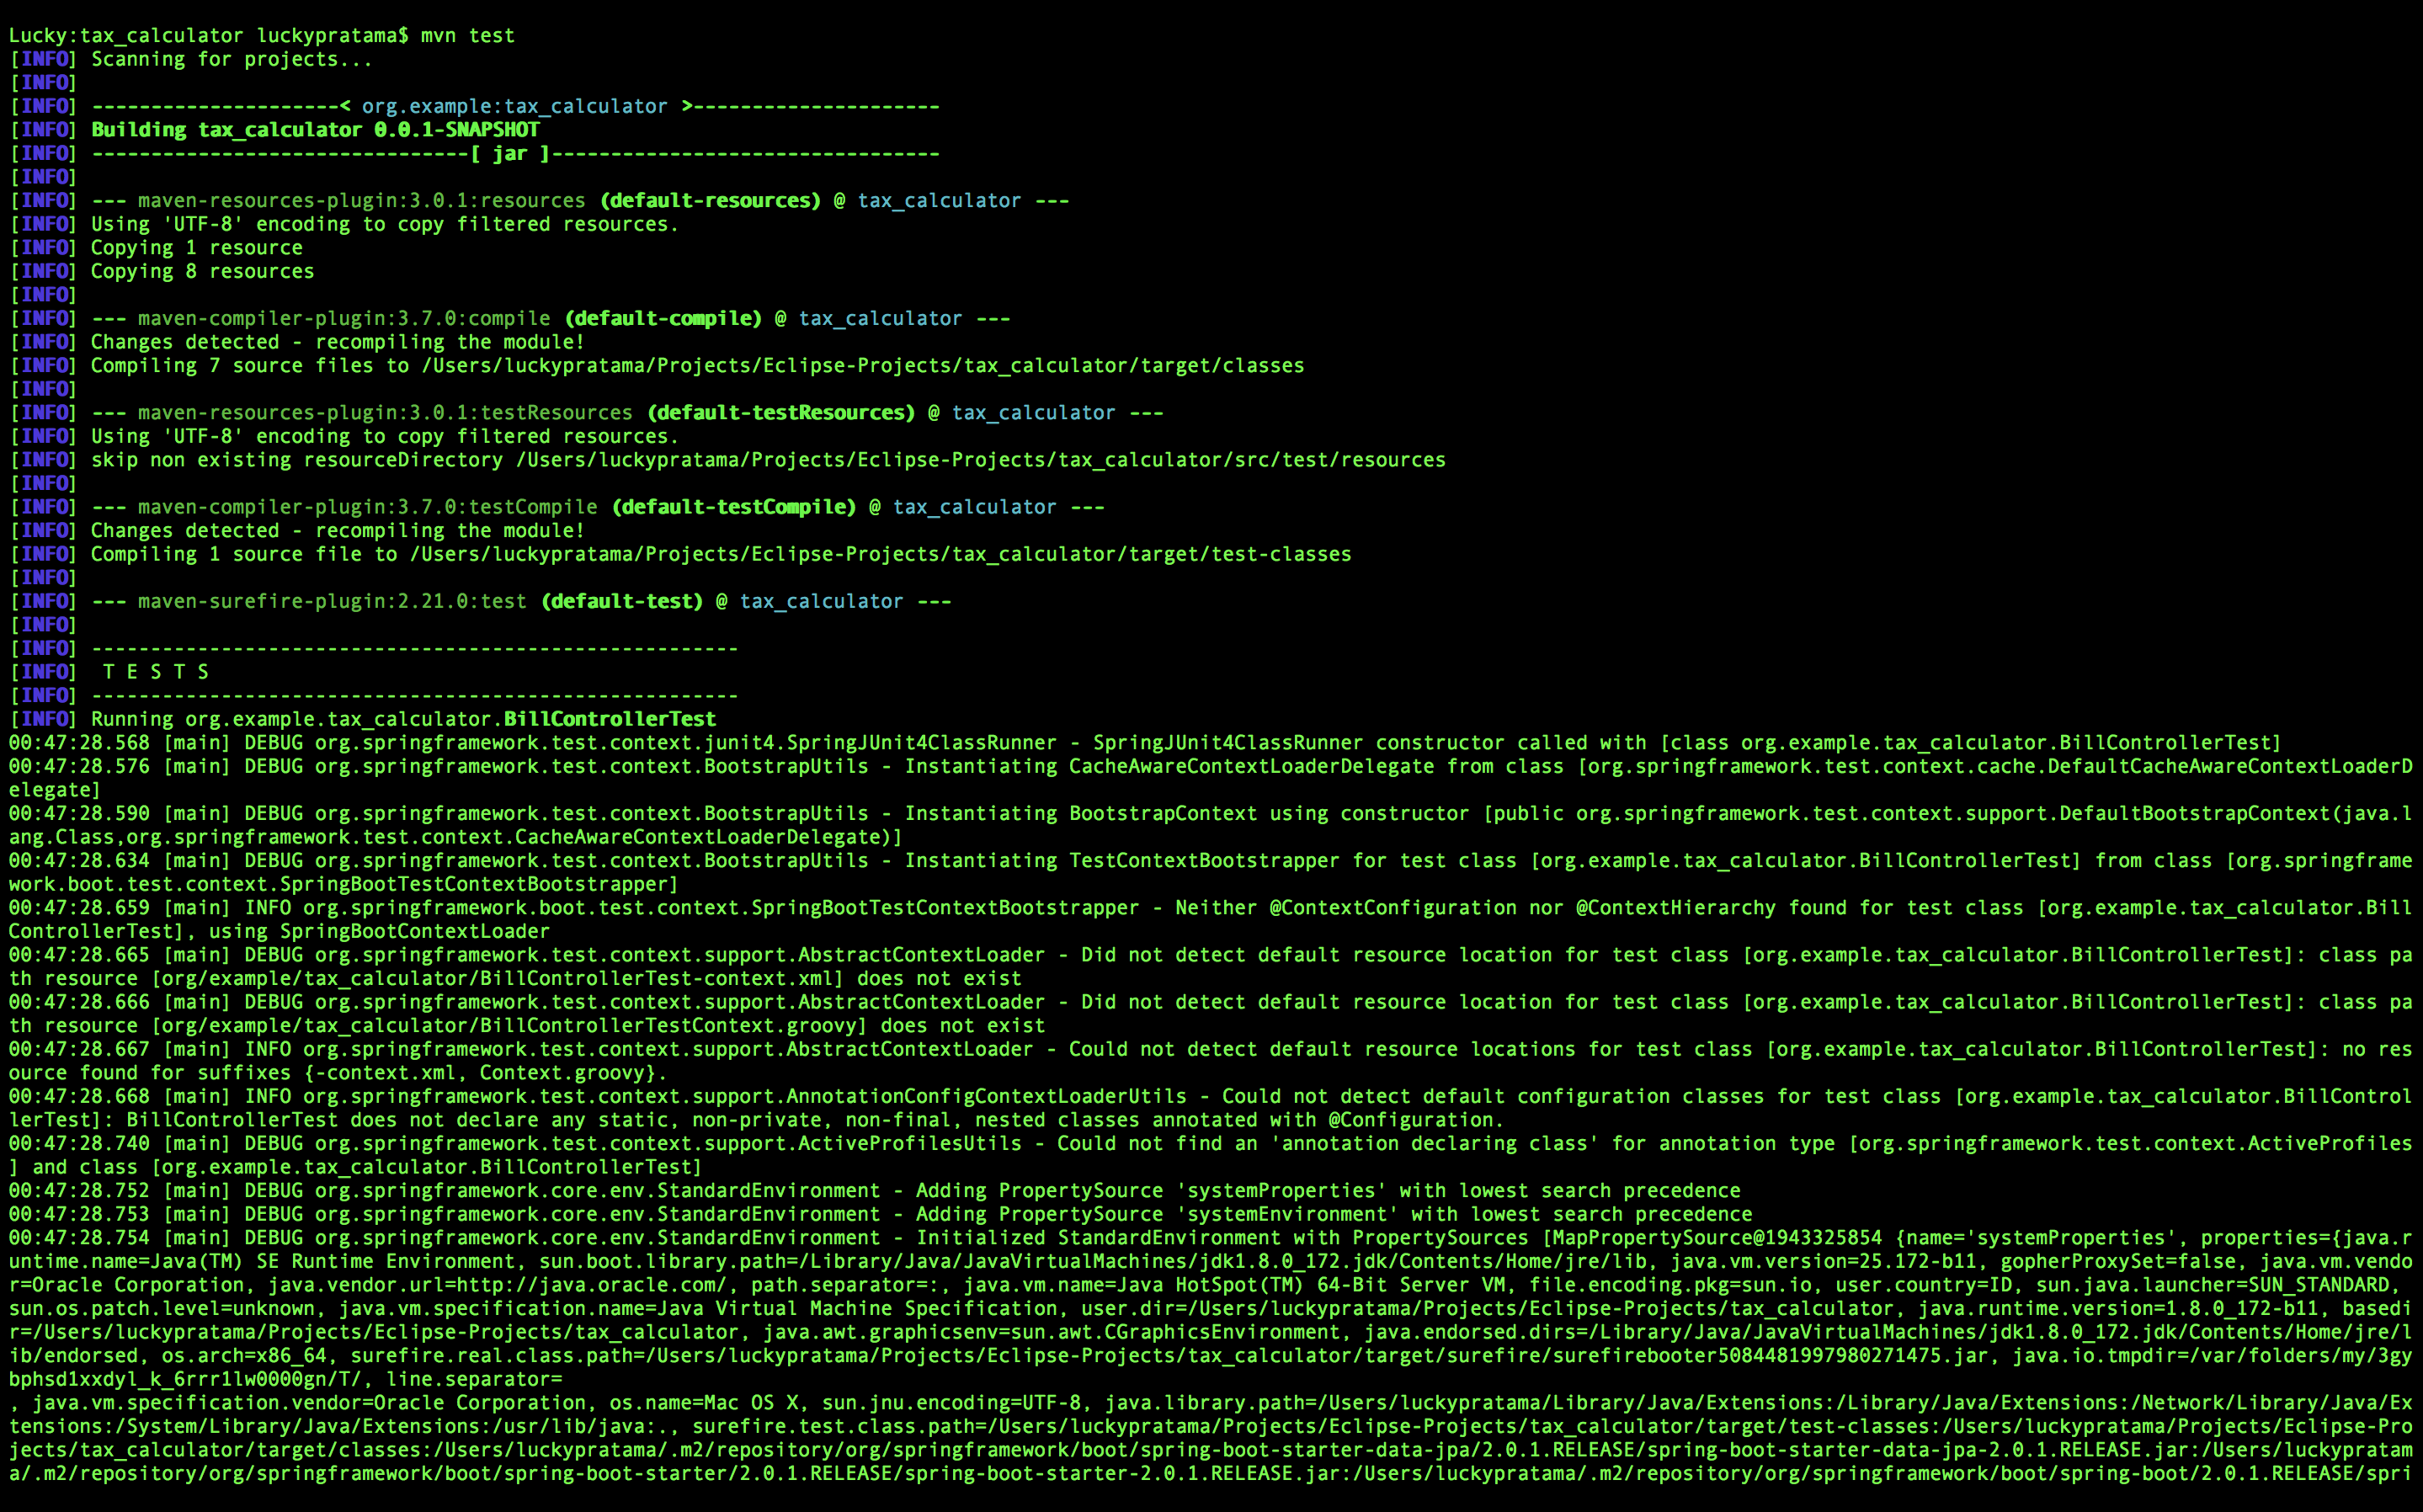 Lucky:tax_calculator luckypratama$ mvn test
[INFO] Scanning for projects...
[INFO]
[INFO] ---------------------< org.example:tax_calculator >---------------------
[INFO] Building tax_calculator 0.0.1-SNAPSHOT
[INFO] --------------------------------[ jar ]---------------------------------
[INFO]
[INFO] --- maven-resources-plugin:3.0.1:resources (default-resources) @ tax_calculator ---
[INFO] Using 'UTF-8' encoding to copy filtered resources.
[INFO] Copying 1 resource
[INFO] Copying 8 resources
[INFO]
[INFO] --- maven-compiler-plugin:3.7.0:compile (default-compile) @ tax_calculator ---
[INFO] Changes detected - recompiling the module!
[INFO] Compiling 7 source files to /Users/luckypratama/Projects/Eclipse-Projects/tax_calculator/target/classes
[INFO]
[INFO] --- maven-resources-plugin:3.0.1:testResources (default-testResources) @ tax_calculator ---
[INFO] Using 'UTF-8' encoding to copy filtered resources.
[INFO] skip non existing resourceDirectory /Users/luckypratama/Projects/Eclipse-Projects/tax_calculator/src/test/resources
[INFO]
[INFO] --- maven-compiler-plugin:3.7.0:testCompile (default-testCompile) @ tax_calculator ---
[INFO] Changes detected - recompiling the module!
[INFO] Compiling 1 source file to /Users/luckypratama/Projects/Eclipse-Projects/tax_calculator/target/test-classes
[INFO]
[INFO] --- maven-surefire-plugin:2.21.0:test (default-test) @ tax_calculator ---
[INFO]
[INFO] -------------------------------------------------------
[INFO]  T E S T S
[INFO] -------------------------------------------------------
[INFO] Running org.example.tax_calculator.BillControllerTest
00:47:28.568 [main] DEBUG org.springframework.test.context.junit4.SpringJUnit4ClassRunner - SpringJUnit4ClassRunner constructor called with [class org.example.tax_calculator.BillControllerTest]
00:47:28.576 [main] DEBUG org.springframework.test.context.BootstrapUtils - Instantiating CacheAwareContextLoaderDelegate from class [org.springframework.test.context.cache.DefaultCacheAwareContextLoaderD
elegate]
00:47:28.590 [main] DEBUG org.springframework.test.context.BootstrapUtils - Instantiating BootstrapContext using constructor [public org.springframework.test.context.support.DefaultBootstrapContext(java.l
ang.Class,org.springframework.test.context.CacheAwareContextLoaderDelegate)]
00:47:28.634 [main] DEBUG org.springframework.test.context.BootstrapUtils - Instantiating TestContextBootstrapper for test class [org.example.tax_calculator.BillControllerTest] from class [org.springframe
work.boot.test.context.SpringBootTestContextBootstrapper]
00:47:28.659 [main] INFO org.springframework.boot.test.context.SpringBootTestContextBootstrapper - Neither @ContextConfiguration nor @ContextHierarchy found for test class [org.example.tax_calculator.Bill
ControllerTest], using SpringBootContextLoader
00:47:28.665 [main] DEBUG org.springframework.test.context.support.AbstractContextLoader - Did not detect default resource location for test class [org.example.tax_calculator.BillControllerTest]: class pa
th resource [org/example/tax_calculator/BillControllerTest-context.xml] does not exist
00:47:28.666 [main] DEBUG org.springframework.test.context.support.AbstractContextLoader - Did not detect default resource location for test class [org.example.tax_calculator.BillControllerTest]: class pa
th resource [org/example/tax_calculator/BillControllerTestContext.groovy] does not exist
00:47:28.667 [main] INFO org.springframework.test.context.support.AbstractContextLoader - Could not detect default resource locations for test class [org.example.tax_calculator.BillControllerTest]: no res
ource found for suffixes {-context.xml, Context.groovy}.
00:47:28.668 [main] INFO org.springframework.test.context.support.AnnotationConfigContextLoaderUtils - Could not detect default configuration classes for test class [org.example.tax_calculator.BillControl
lerTest]: BillControllerTest does not declare any static, non-private, non-final, nested classes annotated with @Configuration.
00:47:28.740 [main] DEBUG org.springframework.test.context.support.ActiveProfilesUtils - Could not find an 'annotation declaring class' for annotation type [org.springframework.test.context.ActiveProfiles
] and class [org.example.tax_calculator.BillControllerTest]
00:47:28.752 [main] DEBUG org.springframework.core.env.StandardEnvironment - Adding PropertySource 'systemProperties' with lowest search precedence
00:47:28.753 [main] DEBUG org.springframework.core.env.StandardEnvironment - Adding PropertySource 'systemEnvironment' with lowest search precedence
00:47:28.754 [main] DEBUG org.springframework.core.env.StandardEnvironment - Initialized StandardEnvironment with PropertySources [MapPropertySource@1943325854 {name='systemProperties', properties={java.r
untime.name=Java(TM) SE Runtime Environment, sun.boot.library.path=/Library/Java/JavaVirtualMachines/jdk1.8.0_172.jdk/Contents/Home/jre/lib, java.vm.version=25.172-b11, gopherProxySet=false, java.vm.vendo
r=Oracle Corporation, java.vendor.url=http://java.oracle.com/, path.separator=:, java.vm.name=Java HotSpot(TM) 64-Bit Server VM, file.encoding.pkg=sun.io, user.country=ID, sun.java.launcher=SUN_STANDARD,
sun.os.patch.level=unknown, java.vm.specification.name=Java Virtual Machine Specification, user.dir=/Users/luckypratama/Projects/Eclipse-Projects/tax_calculator, java.runtime.version=1.8.0_172-b11, basedi
r=/Users/luckypratama/Projects/Eclipse-Projects/tax_calculator, java.awt.graphicsenv=sun.awt.CGraphicsEnvironment, java.endorsed.dirs=/Library/Java/JavaVirtualMachines/jdk1.8.0_172.jdk/Contents/Home/jre/l
ib/endorsed, os.arch=x86_64, surefire.real.class.path=/Users/luckypratama/Projects/Eclipse-Projects/tax_calculator/target/surefire/surefirebooter5084481997980271475.jar, java.io.tmpdir=/var/folders/my/3gy
bphsd1xxdyl_k_6rrr1lw0000gn/T/, line.separator=
, java.vm.specification.vendor=Oracle Corporation, os.name=Mac OS X, sun.jnu.encoding=UTF-8, java.library.path=/Users/luckypratama/Library/Java/Extensions:/Library/Java/Extensions:/Network/Library/Java/Ex
tensions:/System/Library/Java/Extensions:/usr/lib/java:., surefire.test.class.path=/Users/luckypratama/Projects/Eclipse-Projects/tax_calculator/target/test-classes:/Users/luckypratama/Projects/Eclipse-Pro
jects/tax_calculator/target/classes:/Users/luckypratama/.m2/repository/org/springframework/boot/spring-boot-starter-data-jpa/2.0.1.RELEASE/spring-boot-starter-data-jpa-2.0.1.RELEASE.jar:/Users/luckypratam
a/.m2/repository/org/springframework/boot/spring-boot-starter/2.0.1.RELEASE/spring-boot-starter-2.0.1.RELEASE.jar:/Users/luckypratama/.m2/repository/org/springframework/boot/spring-boot/2.0.1.RELEASE/spri